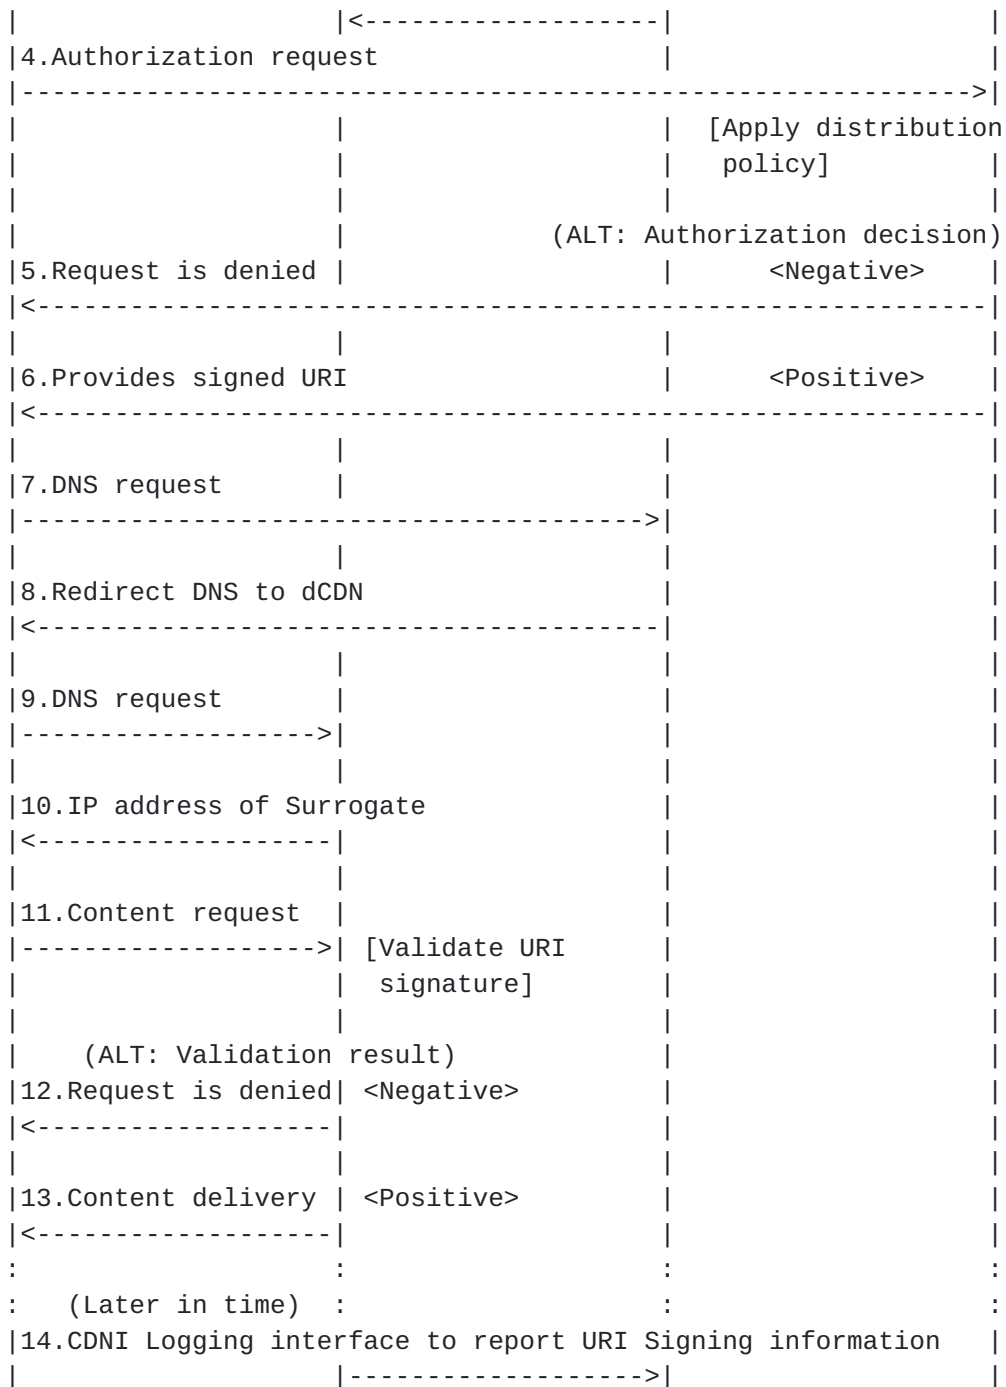 |                    |<-------------------|                    |
|4.Authorization request                  |                    |
|------------------------------------------------------------->|
|                    |                    |  [Apply distribution
|                    |                    |   policy]          |
|                    |                    |                    |
|                    |             (ALT: Authorization decision)
|5.Request is denied |                    |      <Negative>    |
|<-------------------------------------------------------------|
|                    |                    |                    |
|6.Provides signed URI                    |      <Positive>    |
|<-------------------------------------------------------------|
|                    |                    |                    |
|7.DNS request       |                    |                    |
|---------------------------------------->|                    |
|                    |                    |                    |
|8.Redirect DNS to dCDN                   |                    |
|<----------------------------------------|                    |
|                    |                    |                    |
|9.DNS request       |                    |                    |
|------------------->|                    |                    |
|                    |                    |                    |
|10.IP address of Surrogate               |                    |
|<-------------------|                    |                    |
|                    |                    |                    |
|11.Content request  |                    |                    |
|------------------->| [Validate URI      |                    |
|                    |  signature]        |                    |
|                    |                    |                    |
|    (ALT: Validation result)             |                    |
|12.Request is denied| <Negative>         |                    |
|<-------------------|                    |                    |
|                    |                    |                    |
|13.Content delivery | <Positive>         |                    |
|<-------------------|                    |                    |
:                    :                    :                    :
:   (Later in time)  :                    :                    :
|14.CDNI Logging interface to report URI Signing information   |
|                    |------------------->|                    |